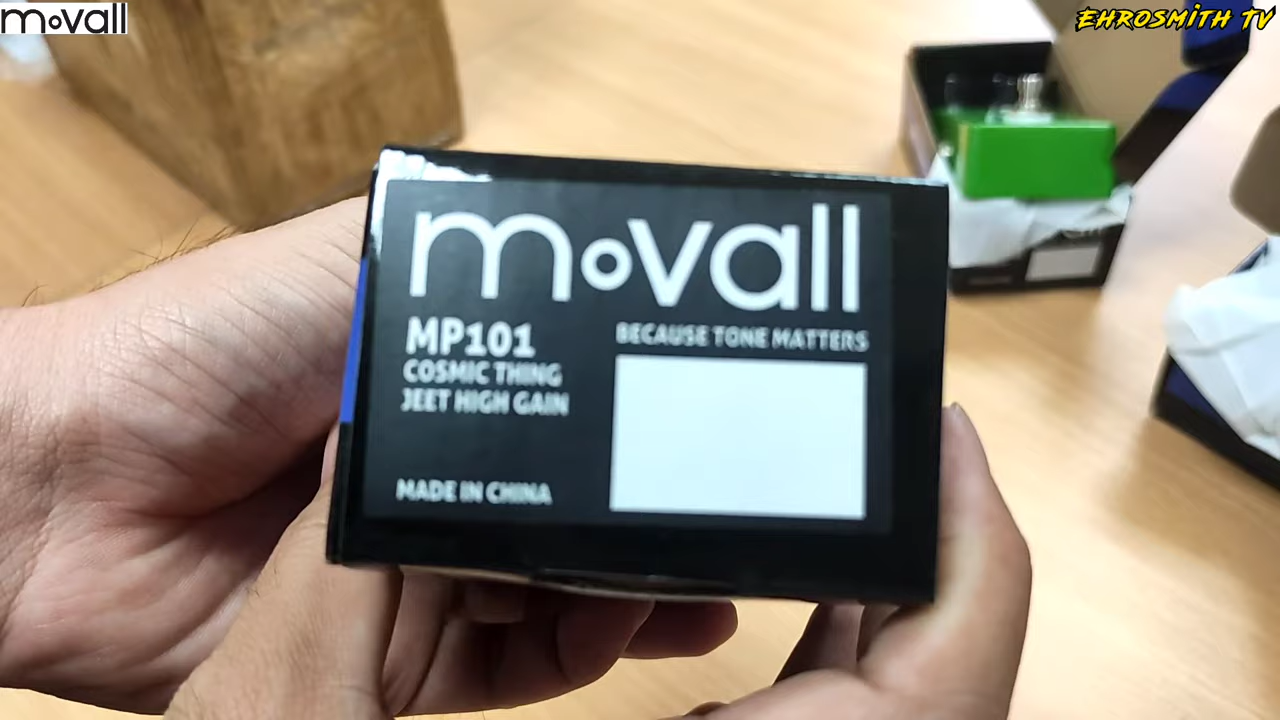 movall
EHROSMITH TV
movall
MP101
BECAUSE TONE MATTERS
COSMIC THING
JEET HIGH GAIN
MADE IN CHINA